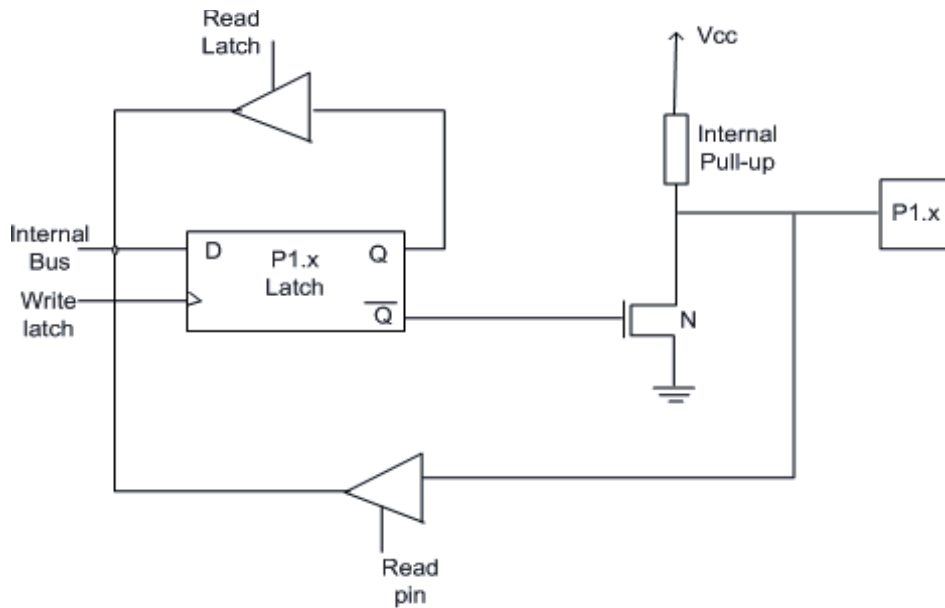 Read
Latch
Vcc
Internal
Pull-up
P1.x
Internal
Bus
D
P1.x
Latch
Q
Q̅
Write
latch
N
Read
pin